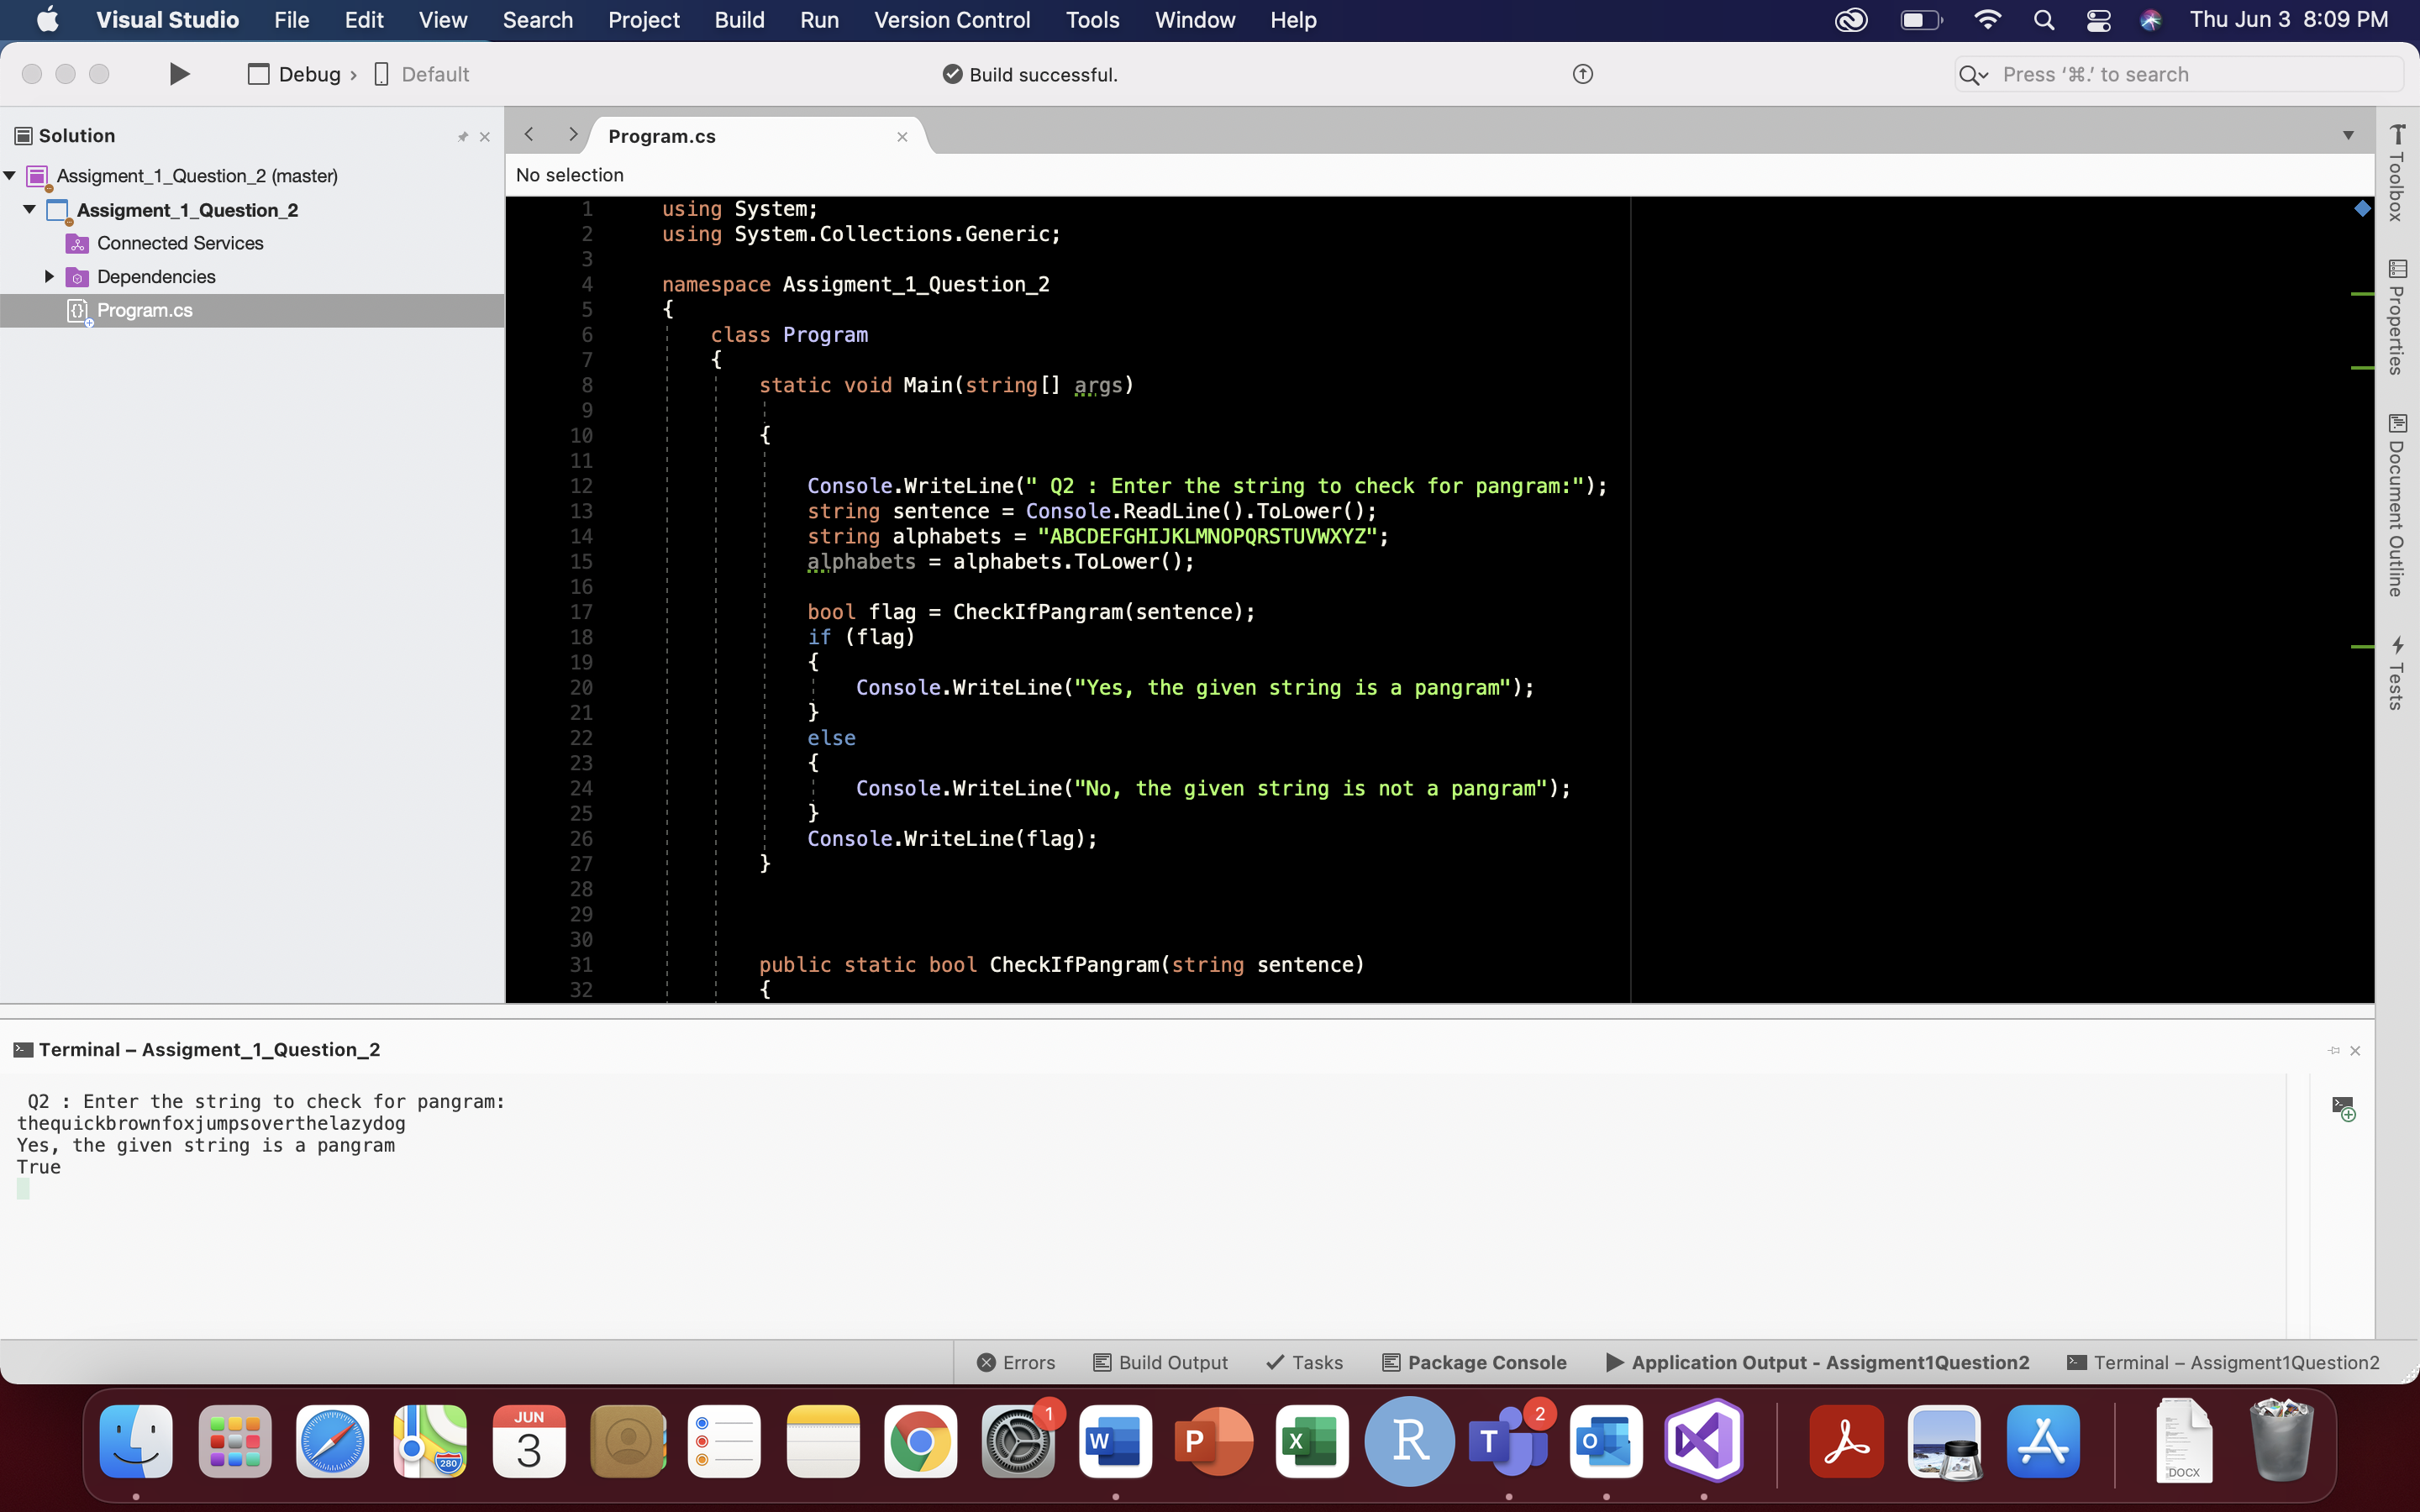 Visual Studio File Edit View Search Project Build Run Version Control Tools Window Help Thu Jun 3 8:09 PM
Debug › Default Build successful. Press ‘⌘.’ to search
Solution
Assigment_1_Question_2 (master)
Assigment_1_Question_2
Connected Services
Dependencies
Program.cs
Program.cs
No selection
1 using System;
2 using System.Collections.Generic;
3
4 namespace Assigment_1_Question_2
5 {
6 class Program
7 {
8 static void Main(string[] args)
9
10 {
11
12 Console.WriteLine(" Q2 : Enter the string to check for pangram:");
13 string sentence = Console.ReadLine().ToLower();
14 string alphabets = "ABCDEFGHIJKLMNOPQRSTUVWXYZ";
15 alphabets = alphabets.ToLower();
16
17 bool flag = CheckIfPangram(sentence);
18 if (flag)
19 {
20 Console.WriteLine("Yes, the given string is a pangram");
21 }
22 else
23 {
24 Console.WriteLine("No, the given string is not a pangram");
25 }
26 Console.WriteLine(flag);
27 }
28
29
30
31 public static bool CheckIfPangram(string sentence)
32 {
Toolbox
Properties
Document Outline
Tests
Terminal – Assigment_1_Question_2
Q2 : Enter the string to check for pangram:
thequickbrownfoxjumpsoverthelazydog
Yes, the given string is a pangram
True
Errors Build Output Tasks Package Console Application Output - Assigment1Question2 Terminal – Assigment1Question2
280
JUN
3
1
W
P
X
R
T
2
O
DOCX